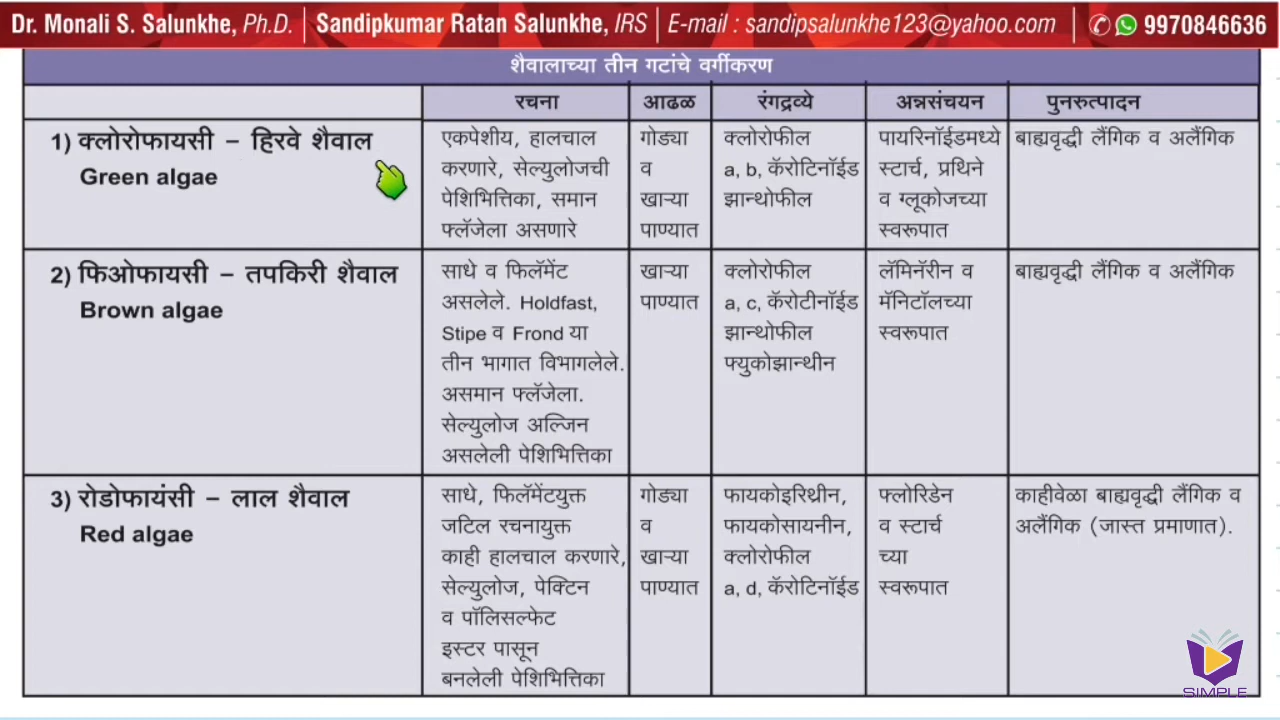 Dr. Monali S. Salunkhe, Ph.D. | Sandipkumar Ratan Salunkhe, IRS | E-mail : sandipsalunkhe123@yahoo.com | 9970846636
शैवालाच्या तीन गटांचे वर्गीकरण
रचना आढळ रंगद्रव्ये अन्नसंचयन पुनरुत्पादन
1) क्लोरोफायसी – हिरवे शैवाल
Green algae
एकपेशीय, हालचाल
करणारे, सेल्युलोजची
पेशिभित्तिका, समान
फ्लॅजेला असणारे
गोड्या
व
खाऱ्या
पाण्यात
क्लोरोफील
a, b, कॅरोटिनॉईड
झान्थोफील
पायरिनॉईडमध्ये
स्टार्च, प्रथिने
व ग्लूकोजच्या
स्वरूपात
बाह्यवृद्धी लैंगिक व अलैंगिक
2) फिओफायसी – तपकिरी शैवाल
Brown algae
साधे व फिलॅमेंट
असलेले. Holdfast,
Stipe व Frond या
तीन भागात विभागलेले.
असमान फ्लॅजेला.
सेल्युलोज अल्जिन
असलेली पेशिभित्तिका
खाऱ्या
पाण्यात
क्लोरोफील
a, c, कॅरोटीनॉईड
झान्थोफील
फ्युकोझान्थीन
लॅमिनॅरीन व
मॅनिटॉलच्या
स्वरूपात
बाह्यवृद्धी लैंगिक व अलैंगिक
3) रोडोफायंसी – लाल शैवाल
Red algae
साधे, फिलॅमेंटयुक्त
जटिल रचनायुक्त
काही हालचाल करणारे,
सेल्युलोज, पेक्टिन
व पॉलिसल्फेट
इस्टर पासून
बनलेली पेशिभित्तिका
गोड्या
व
खाऱ्या
पाण्यात
फायकोइरिथ्रीन,
फायकोसायनीन,
क्लोरोफील
a, d, कॅरोटिनॉईड
फ्लोरिडेन
व स्टार्च
च्या
स्वरूपात
काहीवेळा बाह्यवृद्धी लैंगिक व
अलैंगिक (जास्त प्रमाणात).
SIMPLE